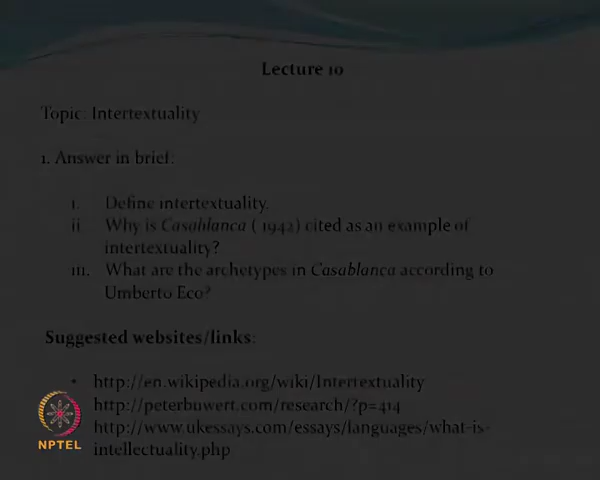 Lecture 10
Topic: Intertextuality
1. Answer in brief:
i. Define intertextuality.
ii. Why is Casablanca ( 1942) cited as an example of
intertextuality?
iii. What are the archetypes in Casablanca according to
Umberto Eco?
Suggested websites/links:
• http://en.wikipedia.org/wiki/Intertextuality
http://peterbuwert.com/research/?p=414
http://www.ukessays.com/essays/languages/what-is-
intellectuality.php
NPTEL